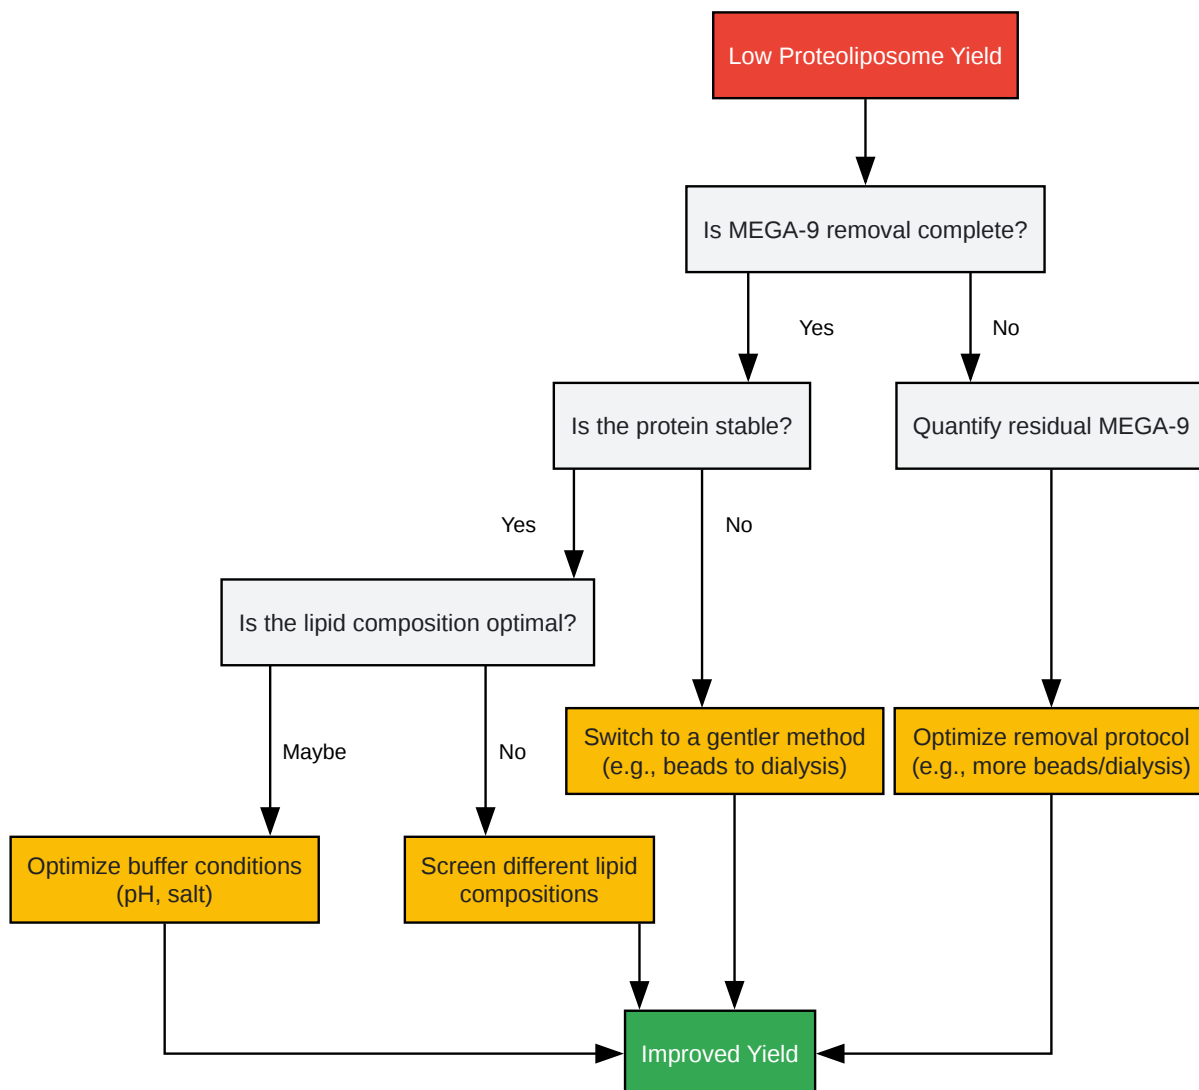 Low Proteoliposome Yield
Is MEGA-9 removal complete?
Yes
No
Is the protein stable?
Quantify residual MEGA-9
Yes
No
Is the lipid composition optimal?
Switch to a gentler method
(e.g., beads to dialysis)
Optimize removal protocol
(e.g., more beads/dialysis)
Maybe
No
Optimize buffer conditions
(pH, salt)
Screen different lipid
compositions
Improved Yield